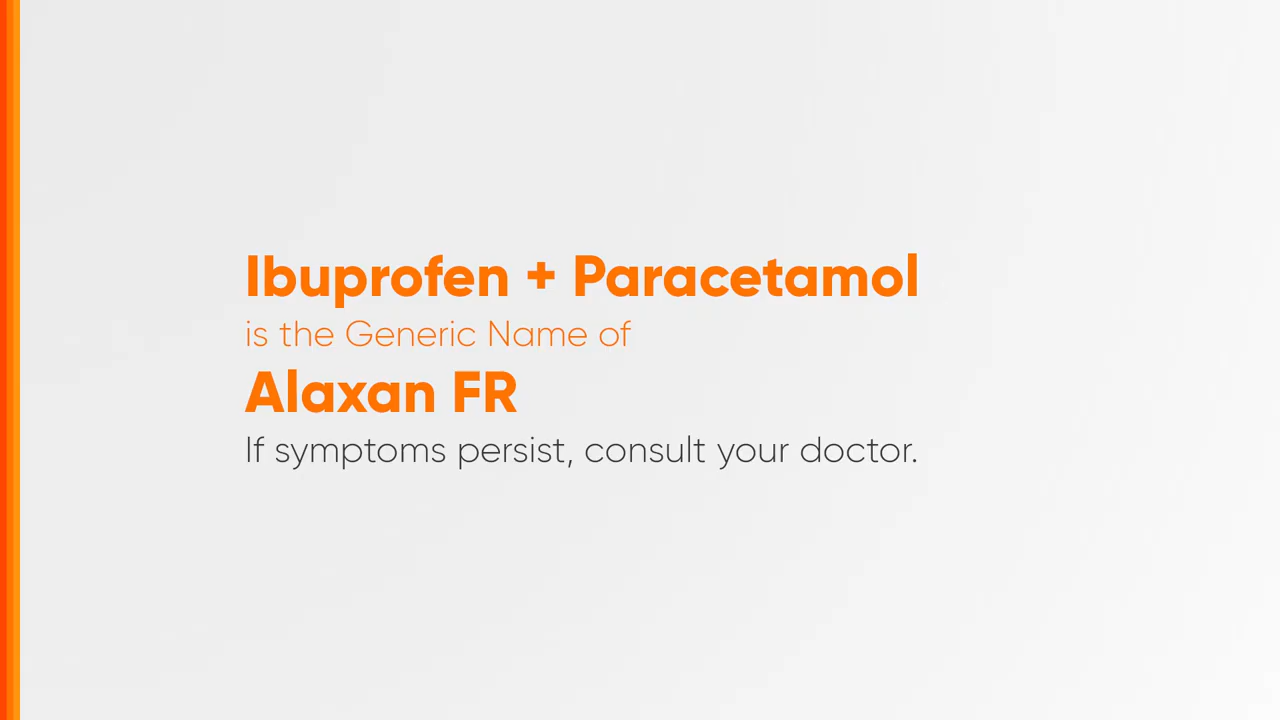 Ibuprofen + Paracetamol
is the Generic Name of
Alaxan FR
If symptoms persist, consult your doctor.